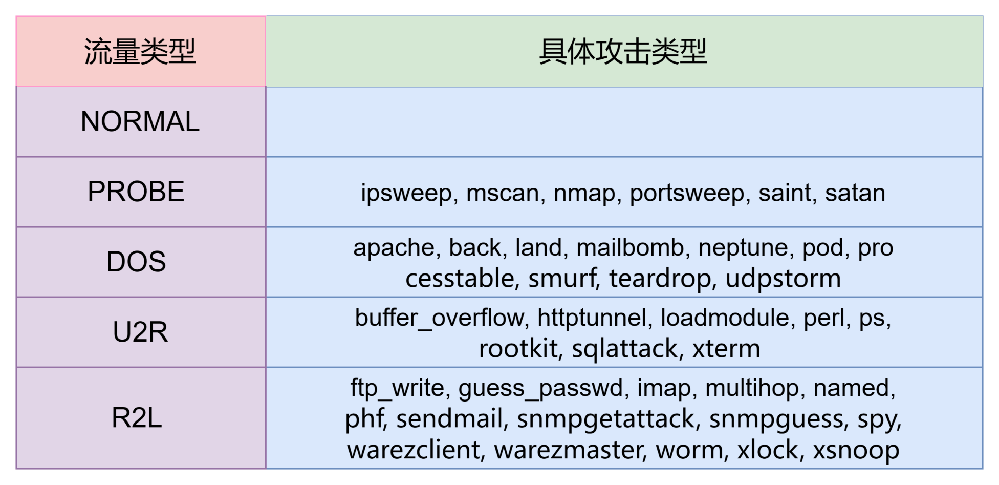 流量类型
具体攻击类型
NORMAL
PROBE
ipsweep, mscan, nmap, portsweep, saint, satan
DOS
apache, back, land, mailbomb, neptune, pod, pro
cesstable, smurf, teardrop, udpstorm
U2R
buffer_overflow, httptunnel, loadmodule, perl, ps,
rootkit, sqlattack, xterm
R2L
ftp_write, guess_passwd, imap, multihop, named,
phf, sendmail, snmpgetattack, snmpguess, spy,
warezclient, warezmaster, worm, xlock, xsnoop